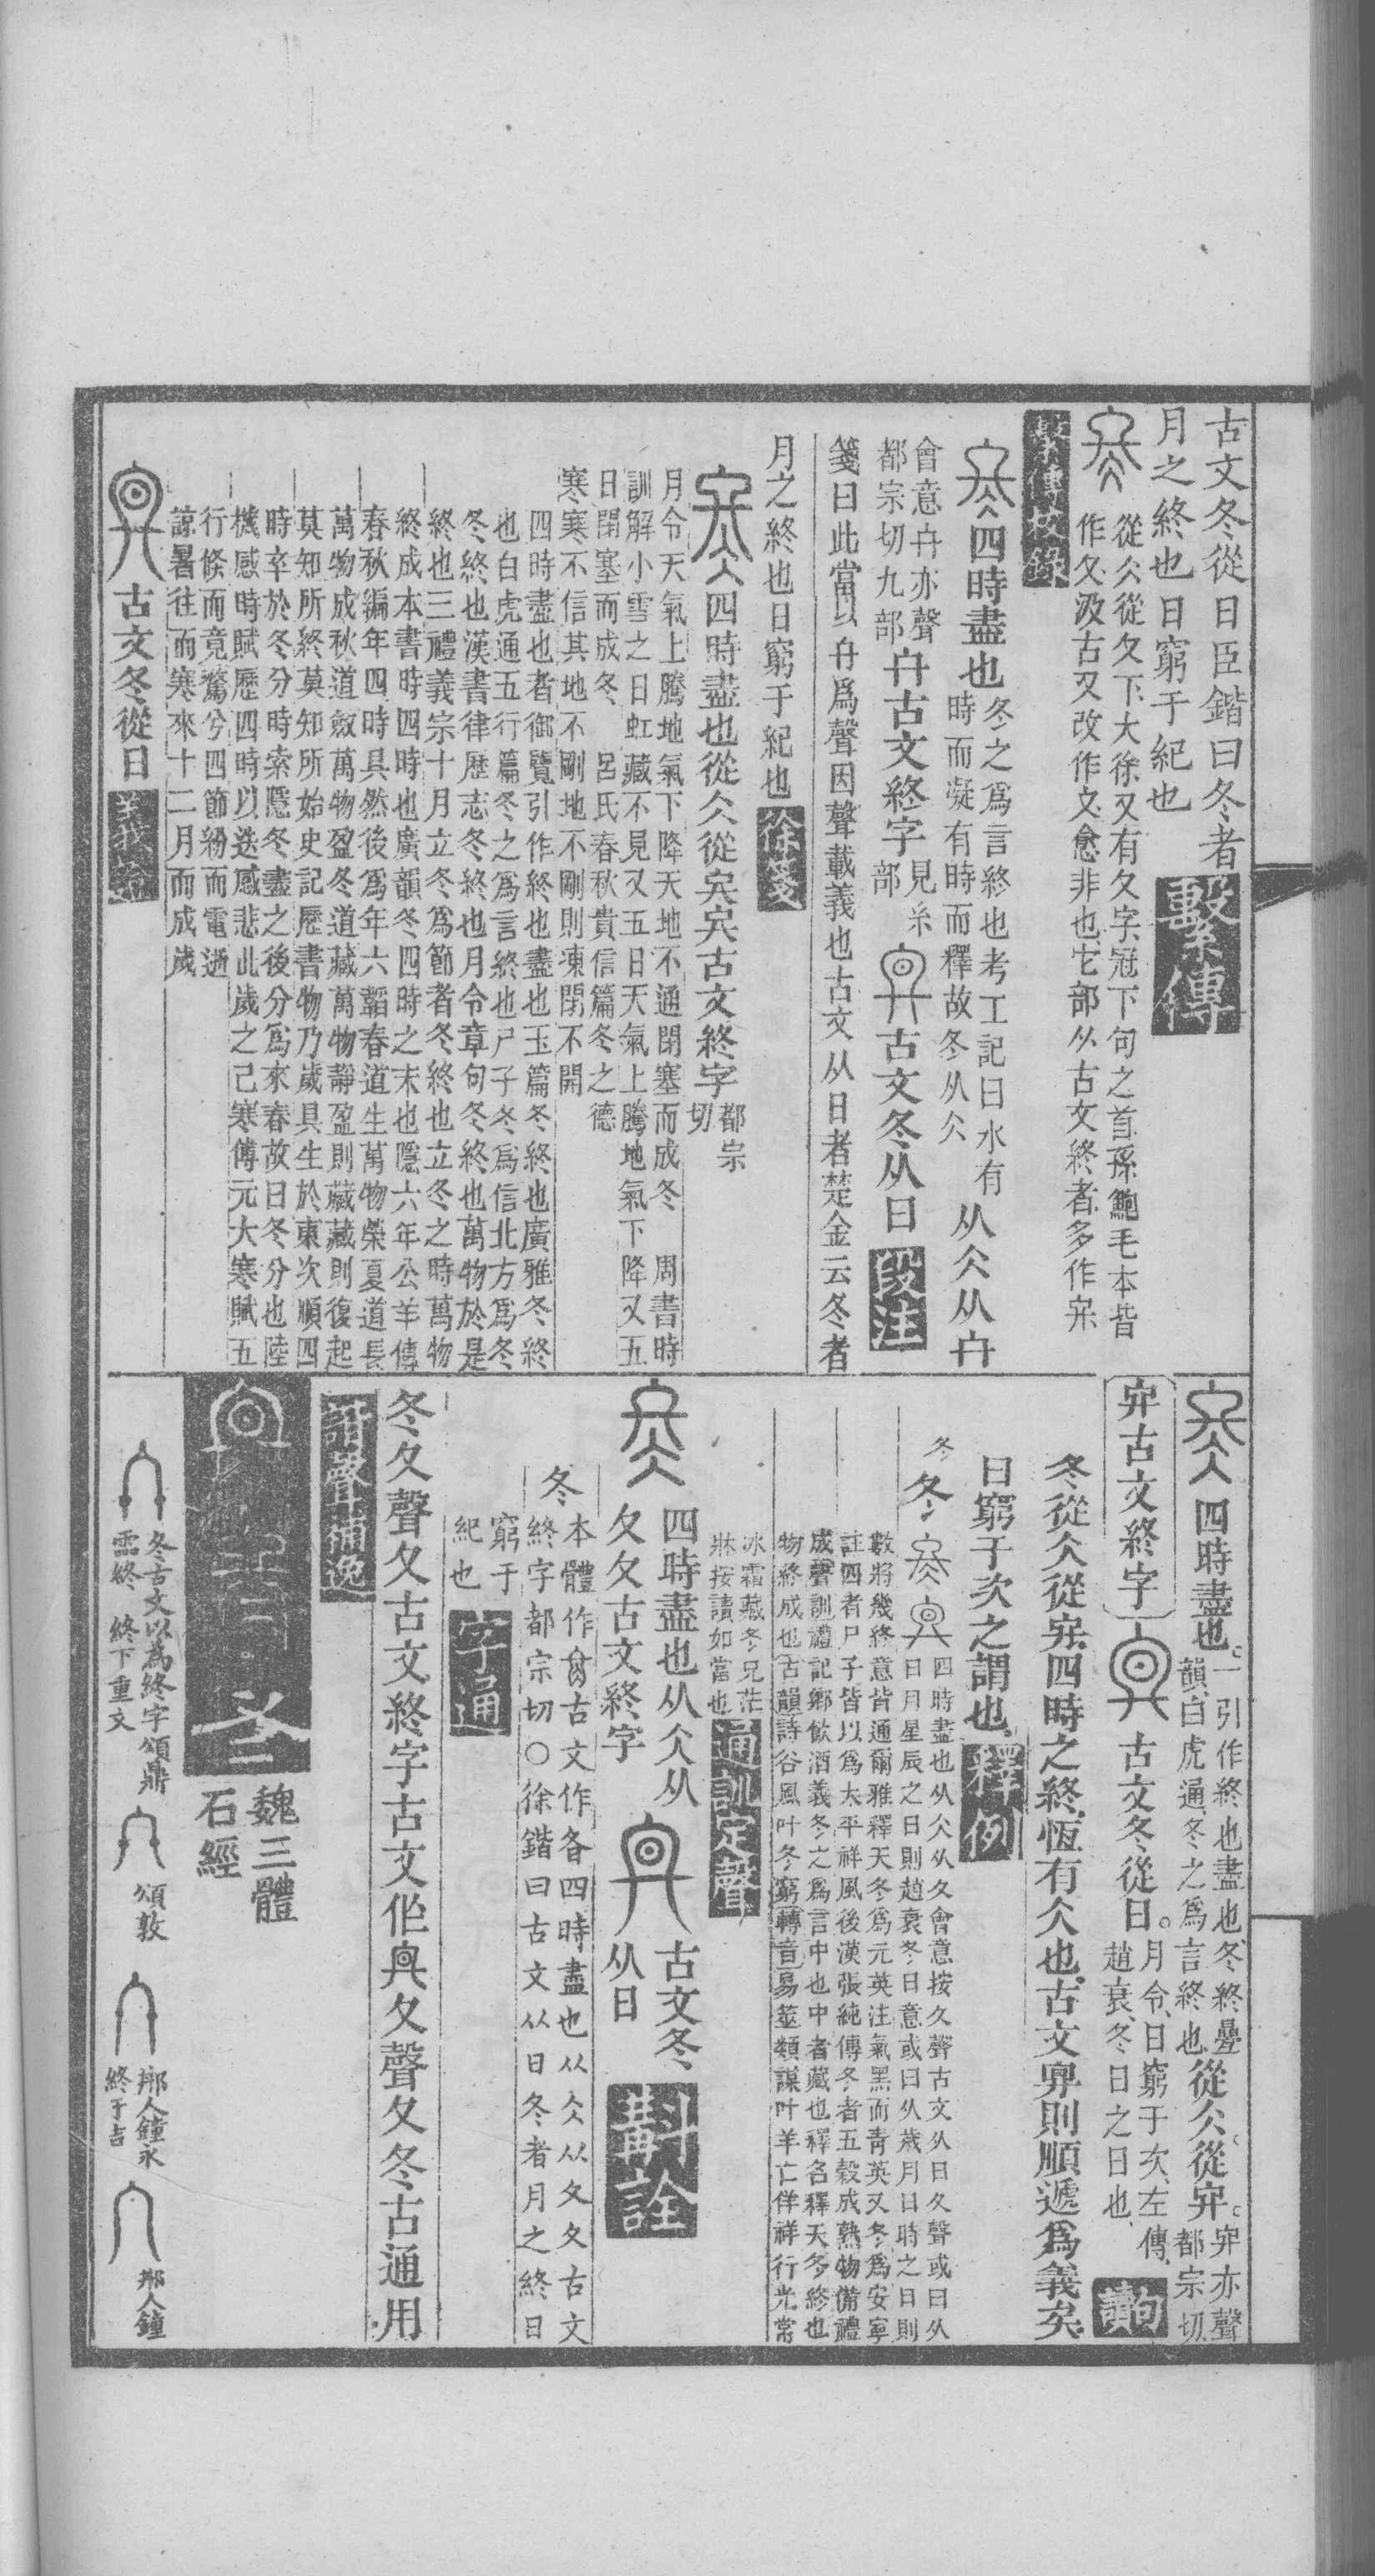 古文冬從日臣鍇曰冬者
月之終也日窮于紀也
繫傳
從仌從夂下大徐又有夂字冠下句之首孫鮑毛本皆
作夂汲古又改作文愈非也它部从古文終者多作𠔾
繫傳校錄
四時盡也
冬之爲言終也考工記曰水有
時而凝有時而釋故冬从仌
从仌从𠔾
會意𠔾亦聲
都宗切九部
𠔾古文終字
見糸
部
古文冬从日
段注
箋曰此當以𠔾爲聲因聲載義也古文从日者楚金云冬者
月之終也日窮于紀也
徐箋
四時盡也從仌從𠔾𠔾古文終字
都宗
切
月令天氣上騰地氣下降天地不通閉塞而成冬 周書時
訓解小雪之日虹藏不見又五日天氣上騰地氣下降又五
日閉塞而成冬 呂氏春秋貴信篇冬之德
寒寒不信其地不剛地不剛則凍閉不開
四時盡也者御覽引作終也盡也玉篇冬終也廣雅冬終
也白虎通五行篇冬之爲言終也尸子冬爲信北方爲冬
冬終也漢書律歷志冬終也月令章句冬終也萬物於是
終也三禮義宗十月立冬爲節者冬終也立冬之時萬物
終成本書時四時也廣韻冬四時之末也隱六年公羊傳
春秋編年四時具然後爲年六韜春道生萬物榮夏道長
萬物成秋道斂萬物盈冬道藏萬物靜盈則藏藏則復起
莫知所終莫知所始史記歷書物乃歲具生於東次順四
時卒於冬分時索隱冬盡之後分爲來春故曰冬分也陸
機感時賦歷四時以迭感悲此歲之已寒傅元大寒賦五
行條而竟騖兮四節紛而電逝
諒暑往而寒來十二月而成歲
古文冬從日
義證
四時盡也
一引作終也盡也冬終疊
韻白虎通冬之爲言終也
從仌從𠔾
𠔾亦聲
都宗切
𠔾古文終字
古文冬從日
月令日窮于次左傳
趙衰冬日之日也
句讀
冬從仌從𠔾四時之終恆有仌也古文𠔾則順遞爲義矣
日窮于次之謂也
釋例
冬
冬
四時盡也从仌从夂會意按夂聲古文从日夂聲或曰从
日月星辰之日則趙衰冬日意或曰从歲月日時之日則
數將幾終意皆通爾雅釋天冬爲元英注氣黑而青英又冬爲安寧
註四者尸子皆以爲太平祥風後漢張純傳冬者五穀成熟物備禮
成聲訓禮記鄉飲酒義冬之爲言中也中者藏也釋名釋天冬終也
物終成也古韻詩谷風叶冬窮轉音易筮類謀叶羊亡佯祥行光常
冰霜藏冬兄茫
牀按讀如當也
通訓定聲
四時盡也从仌从
夂夂古文終字
古文冬
从日
斠詮
冬
本體作 古文作 四時盡也从仌从夂夂古文
終字都宗切○徐鍇曰古文从日冬者月之終日
窮于
紀也
字通
冬夂聲夂古文終字古文作 夂聲夂冬古通用
諧聲補逸
魏三體
石經
冬古文以爲終字頌鼎
霝終 終下重文
頌敦
邢人鐘永
終于吉
邢人鐘